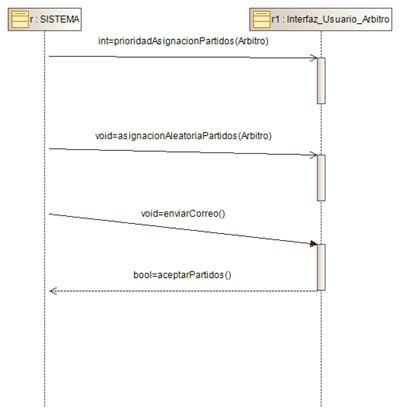 r : SISTEMA
r1 : Interfaz_Usuario_Arbitro
int=prioridadAsignacionPartidos(Arbitro)
void=asignacionAleatoriaPartidos(Arbitro)
void=enviarCorreo()
bool=aceptarPartidos()